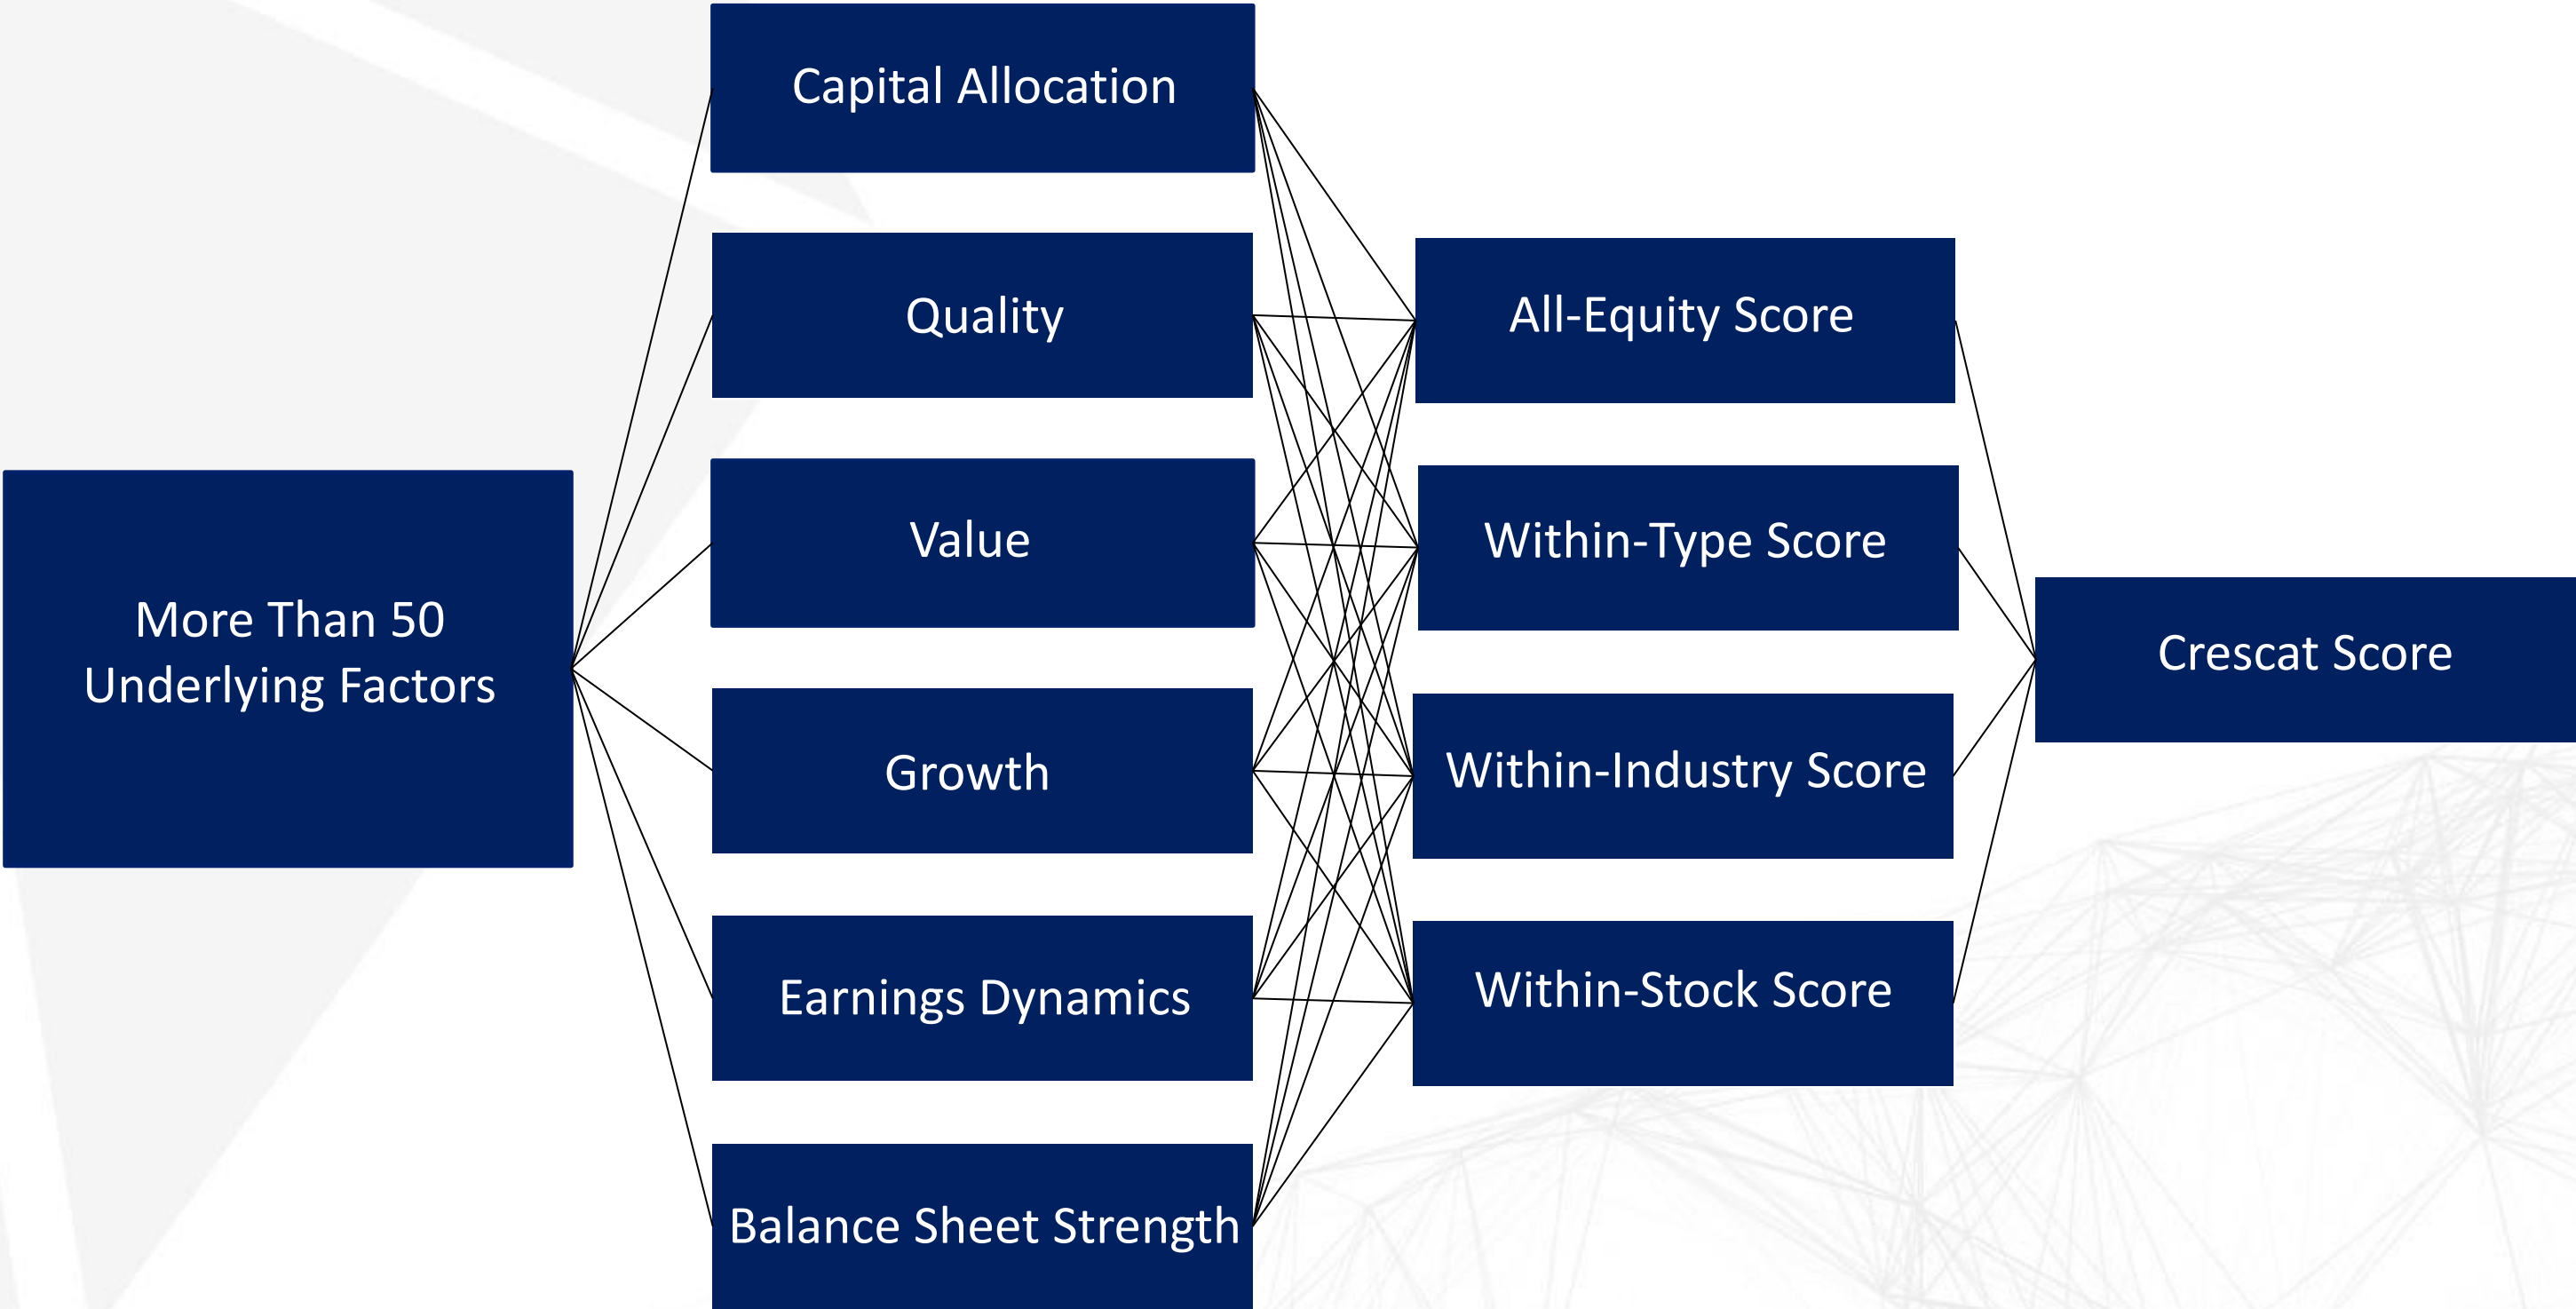 More Than 50
Underlying Factors
Capital Allocation
Quality
Value
Growth
Earnings Dynamics
Balance Sheet Strength
All-Equity Score
Within-Type Score
Within-Industry Score
Within-Stock Score
Crescat Score